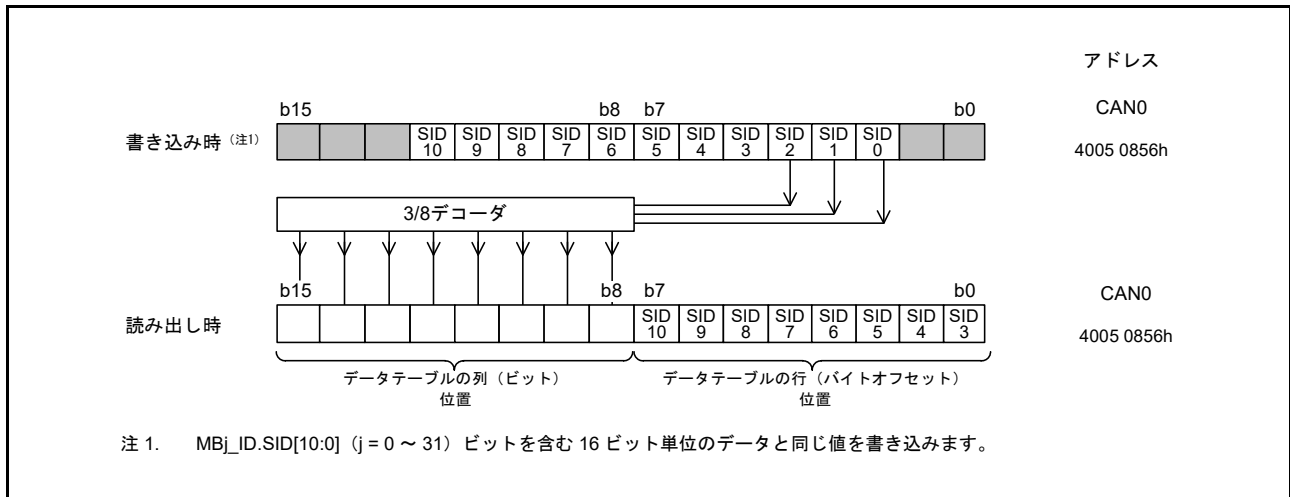 アドレス
b15 b8 b7 b0 CAN0
書き込み時 (注1) SID 10 SID 9 SID 8 SID 7 SID 6 SID 5 SID 4 SID 3 SID 2 SID 1 SID 0 4005 0856h
3/8デコーダ
b15 b8 b7 b0 CAN0
読み出し時 SID 10 SID 9 SID 8 SID 7 SID 6 SID 5 SID 4 SID 3 4005 0856h
データテーブルの列（ビット） データテーブルの行（バイトオフセット）
位置 位置
注 1. MBj_ID.SID[10:0]（j = 0 ～ 31）ビットを含む 16 ビット単位のデータと同じ値を書き込みます。